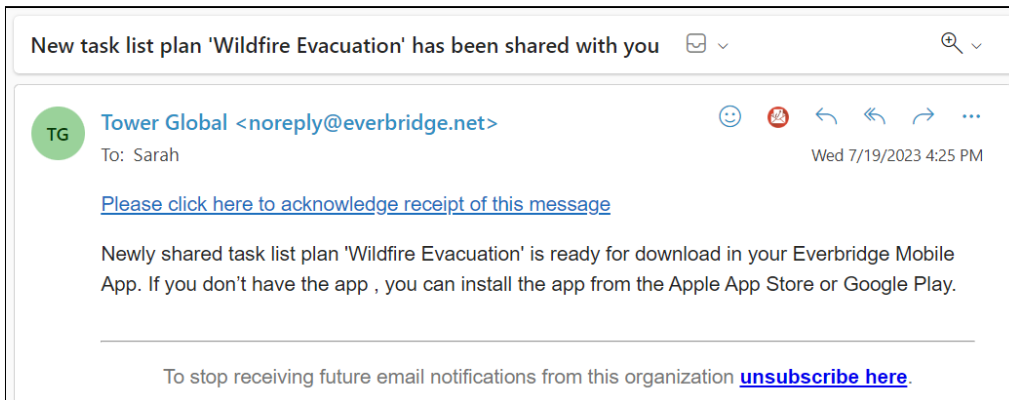 New task list plan 'Wildfire Evacuation' has been shared with you
TG
Tower Global <noreply@everbridge.net>
To: Sarah
Wed 7/19/2023 4:25 PM
Please click here to acknowledge receipt of this message
Newly shared task list plan 'Wildfire Evacuation' is ready for download in your Everbridge Mobile
App. If you don’t have the app , you can install the app from the Apple App Store or Google Play.
To stop receiving future email notifications from this organization unsubscribe here.